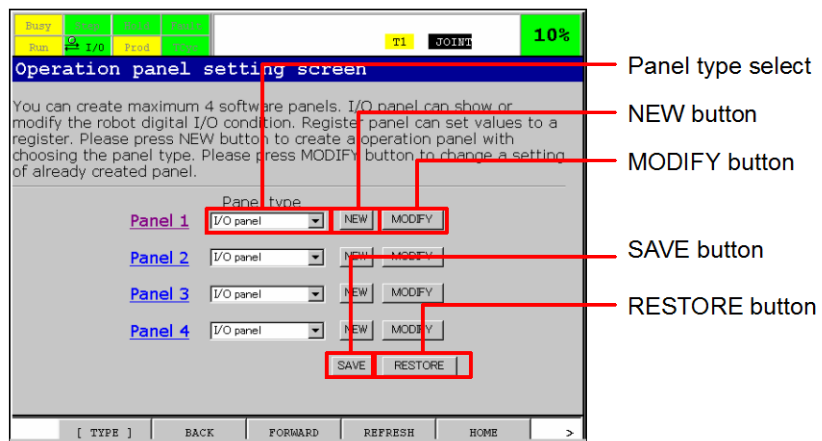 Busy Step Hold Fault
Run I/O Prod TCyc
T1 JOINT 10%
Operation panel setting screen
You can create maximum 4 software panels. I/O panel can show or
modify the robot digital I/O condition. Register panel can set values to a
register. Please press NEW button to create a operation panel with
choosing the panel type. Please press MODIFY button to change a setting
of already created panel.
Panel type
Panel 1 I/O panel NEW MODIFY
Panel 2 I/O panel NEW MODIFY
Panel 3 I/O panel NEW MODIFY
Panel 4 I/O panel NEW MODIFY
SAVE RESTORE
[ TYPE ] BACK FORWARD REFRESH HOME >
Panel type select
NEW button
MODIFY button
SAVE button
RESTORE button